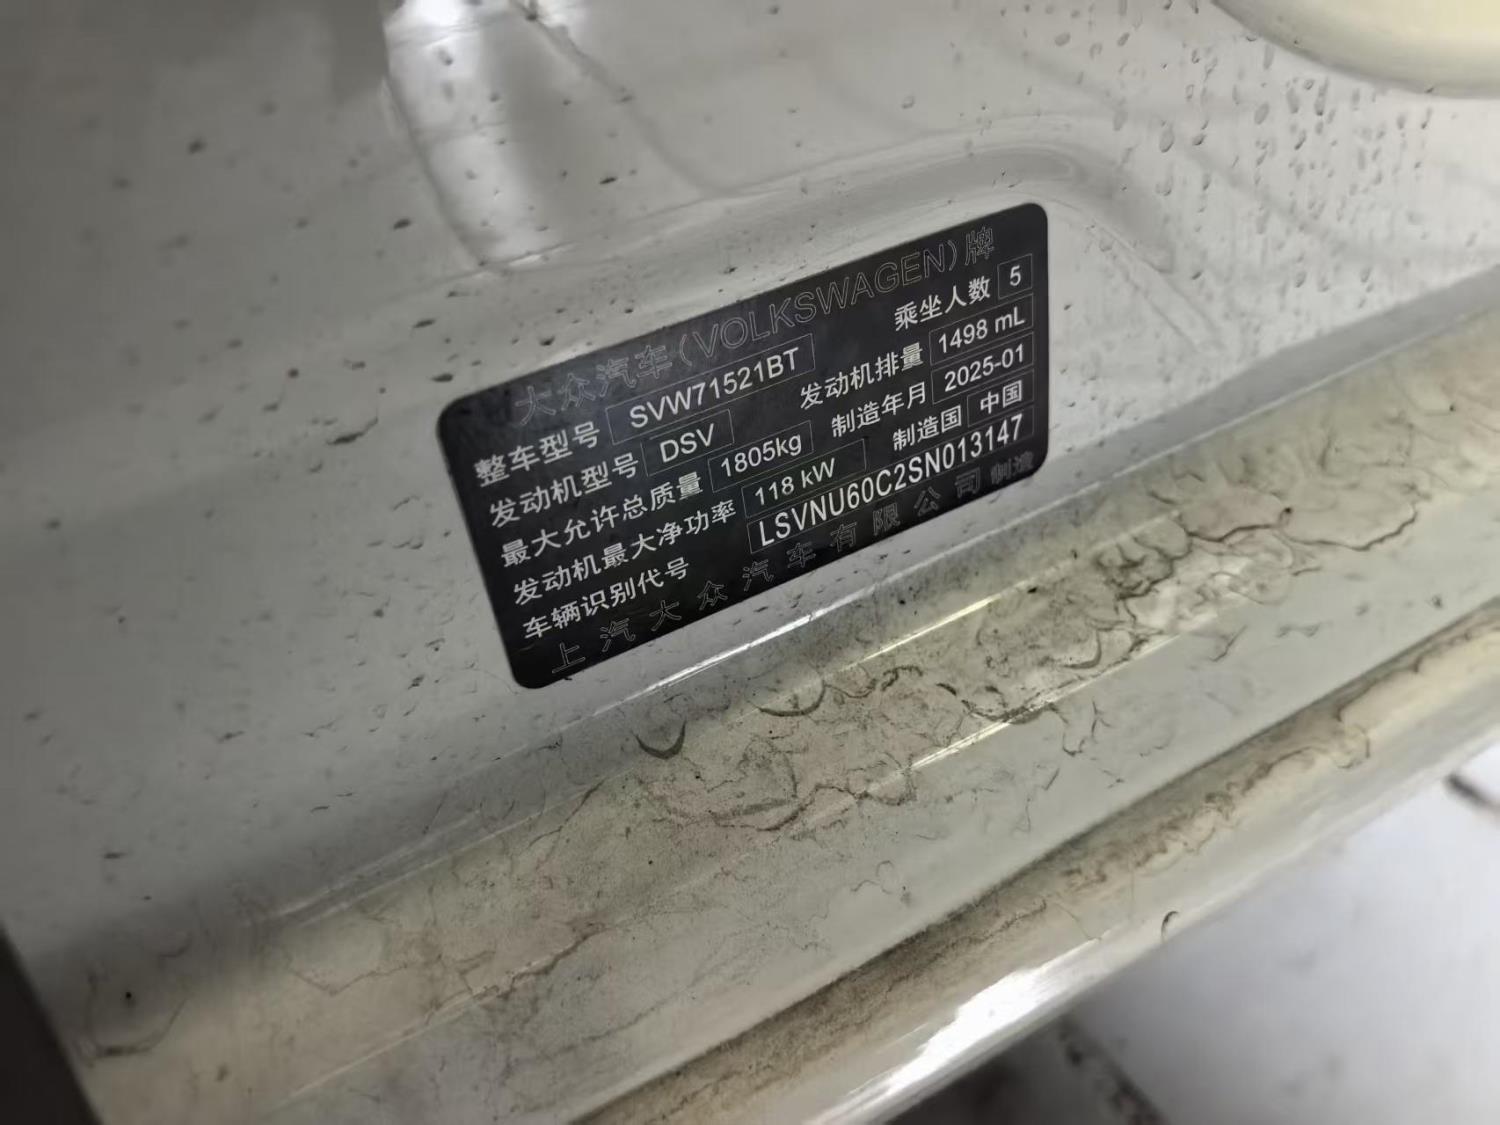 大众汽车(VOLKSWAGEN)牌
整车型号 SVW71521BT 乘坐人数 5
发动机型号 DSV 发动机排量 1498 mL
最大允许总质量 1805kg 制造年月 2025-01
发动机最大净功率 118 kW 制造国 中国
车辆识别代号 LSVNU60C2SN013147
上汽大众汽车有限公司 制造